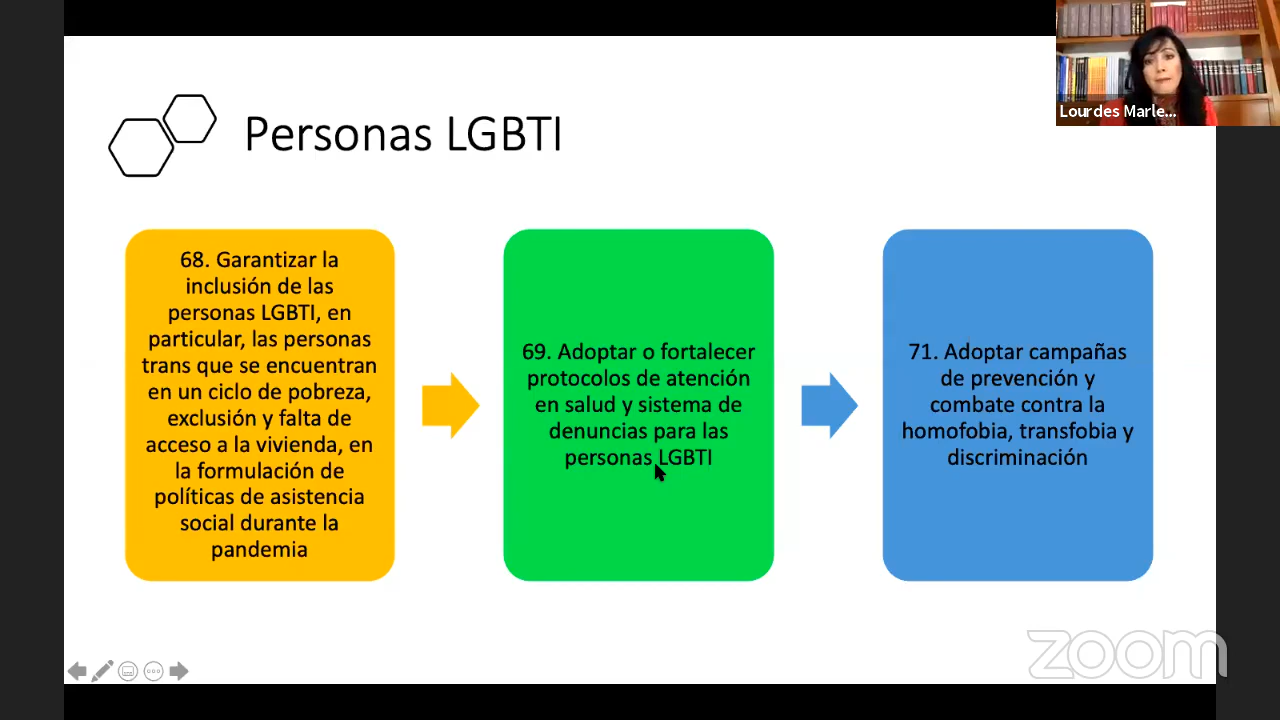 Lourdes Marle...
Personas LGBTI
68. Garantizar la
inclusión de las
personas LGBTI, en
particular, las personas
trans que se encuentran
en un ciclo de pobreza,
exclusión y falta de
acceso a la vivienda, en
la formulación de
políticas de asistencia
social durante la
pandemia
69. Adoptar o fortalecer
protocolos de atención
en salud y sistema de
denuncias para las
personas LGBTI
71. Adoptar campañas
de prevención y
combate contra la
homofobia, transfobia y
discriminación
zoom